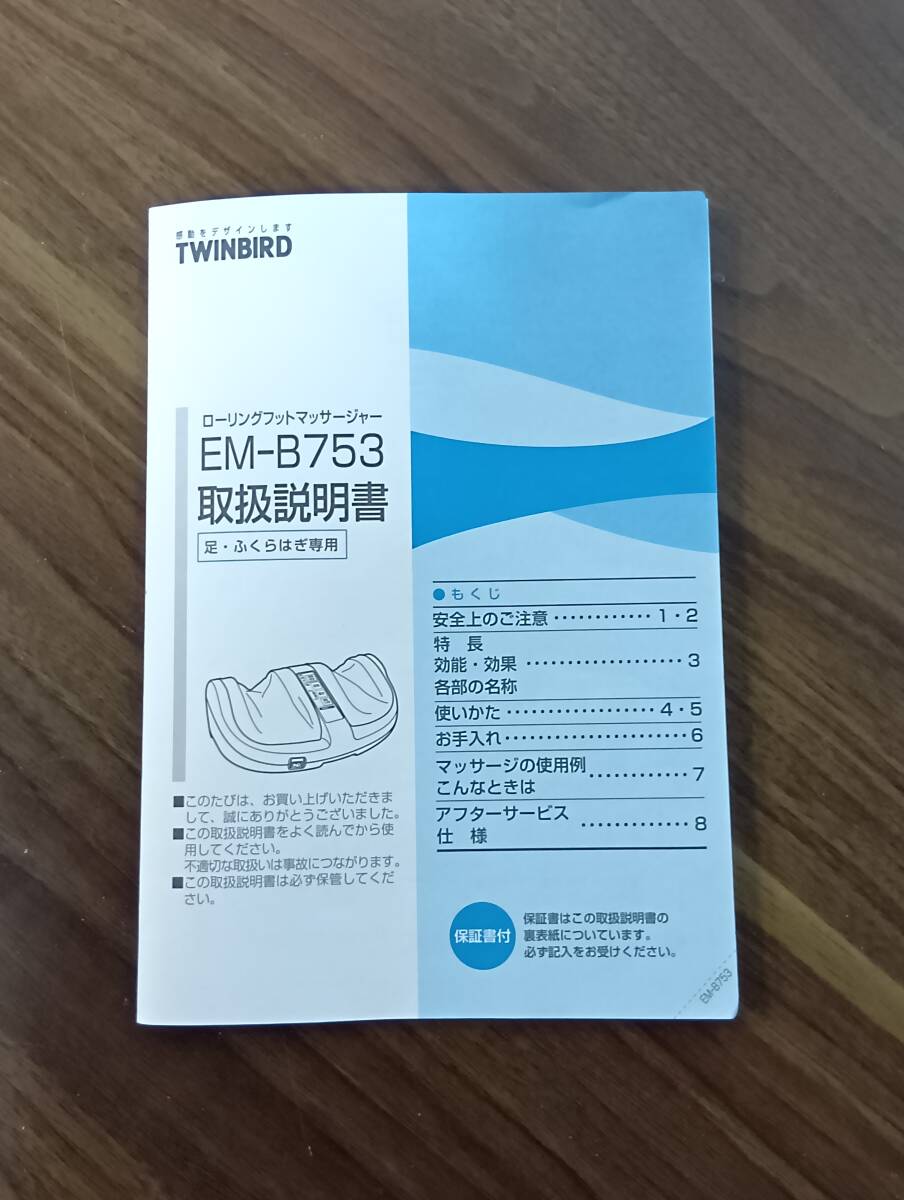 感動をデザインします
TWINBIRD
ローリングフットマッサージャー
EM-B753
取扱説明書
足・ふくらはぎ専用
■このたびは、お買い上げいただきま
して、誠にありがとうございました。
■この取扱説明書をよく読んでから使
用してください。
不適切な取扱いは事故につながります。
■この取扱説明書は必ず保管してくだ
さい。
●もくじ
安全上のご注意 ············ 1・2
特 長
効能・効果 ··················· 3
各部の名称
使いかた ·················· 4・5
お手入れ ······················ 6
マッサージの使用例
············ 7
こんなときは
アフターサービス
············· 8
仕 様
保証書付
保証書はこの取扱説明書の
裏表紙についています。
必ず記入をお受けください。
EM-B753